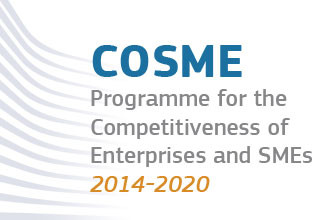 COSME
Programme for the
Competitiveness of
Enterprises and SMEs
2014-2020